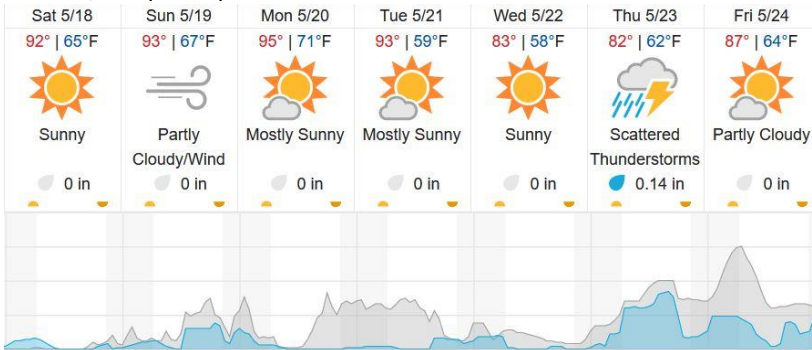 Sat 5/18 Sun 5/19 Mon 5/20 Tue 5/21 Wed 5/22 Thu 5/23 Fri 5/24
92° | 65°F 93° | 67°F 95° | 71°F 93° | 59°F 83° | 58°F 82° | 62°F 87° | 64°F
Sunny Partly Mostly Sunny Mostly Sunny Sunny Scattered Partly Cloudy
Cloudy/Wind Thunderstorms
0 in 0 in 0 in 0 in 0 in 0.14 in 0 in